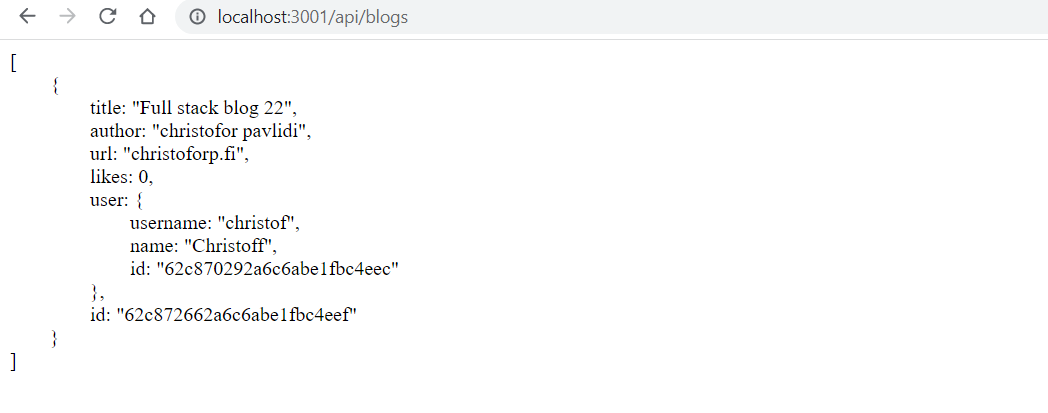 localhost:3001/api/blogs
[
{
title: "Full stack blog 22",
author: "christofor pavlidi",
url: "christoforp.fi",
likes: 0,
user: {
username: "christof",
name: "Christoff",
id: "62c870292a6c6abe1fbc4eec"
},
id: "62c872662a6c6abe1fbc4eef"
}
]